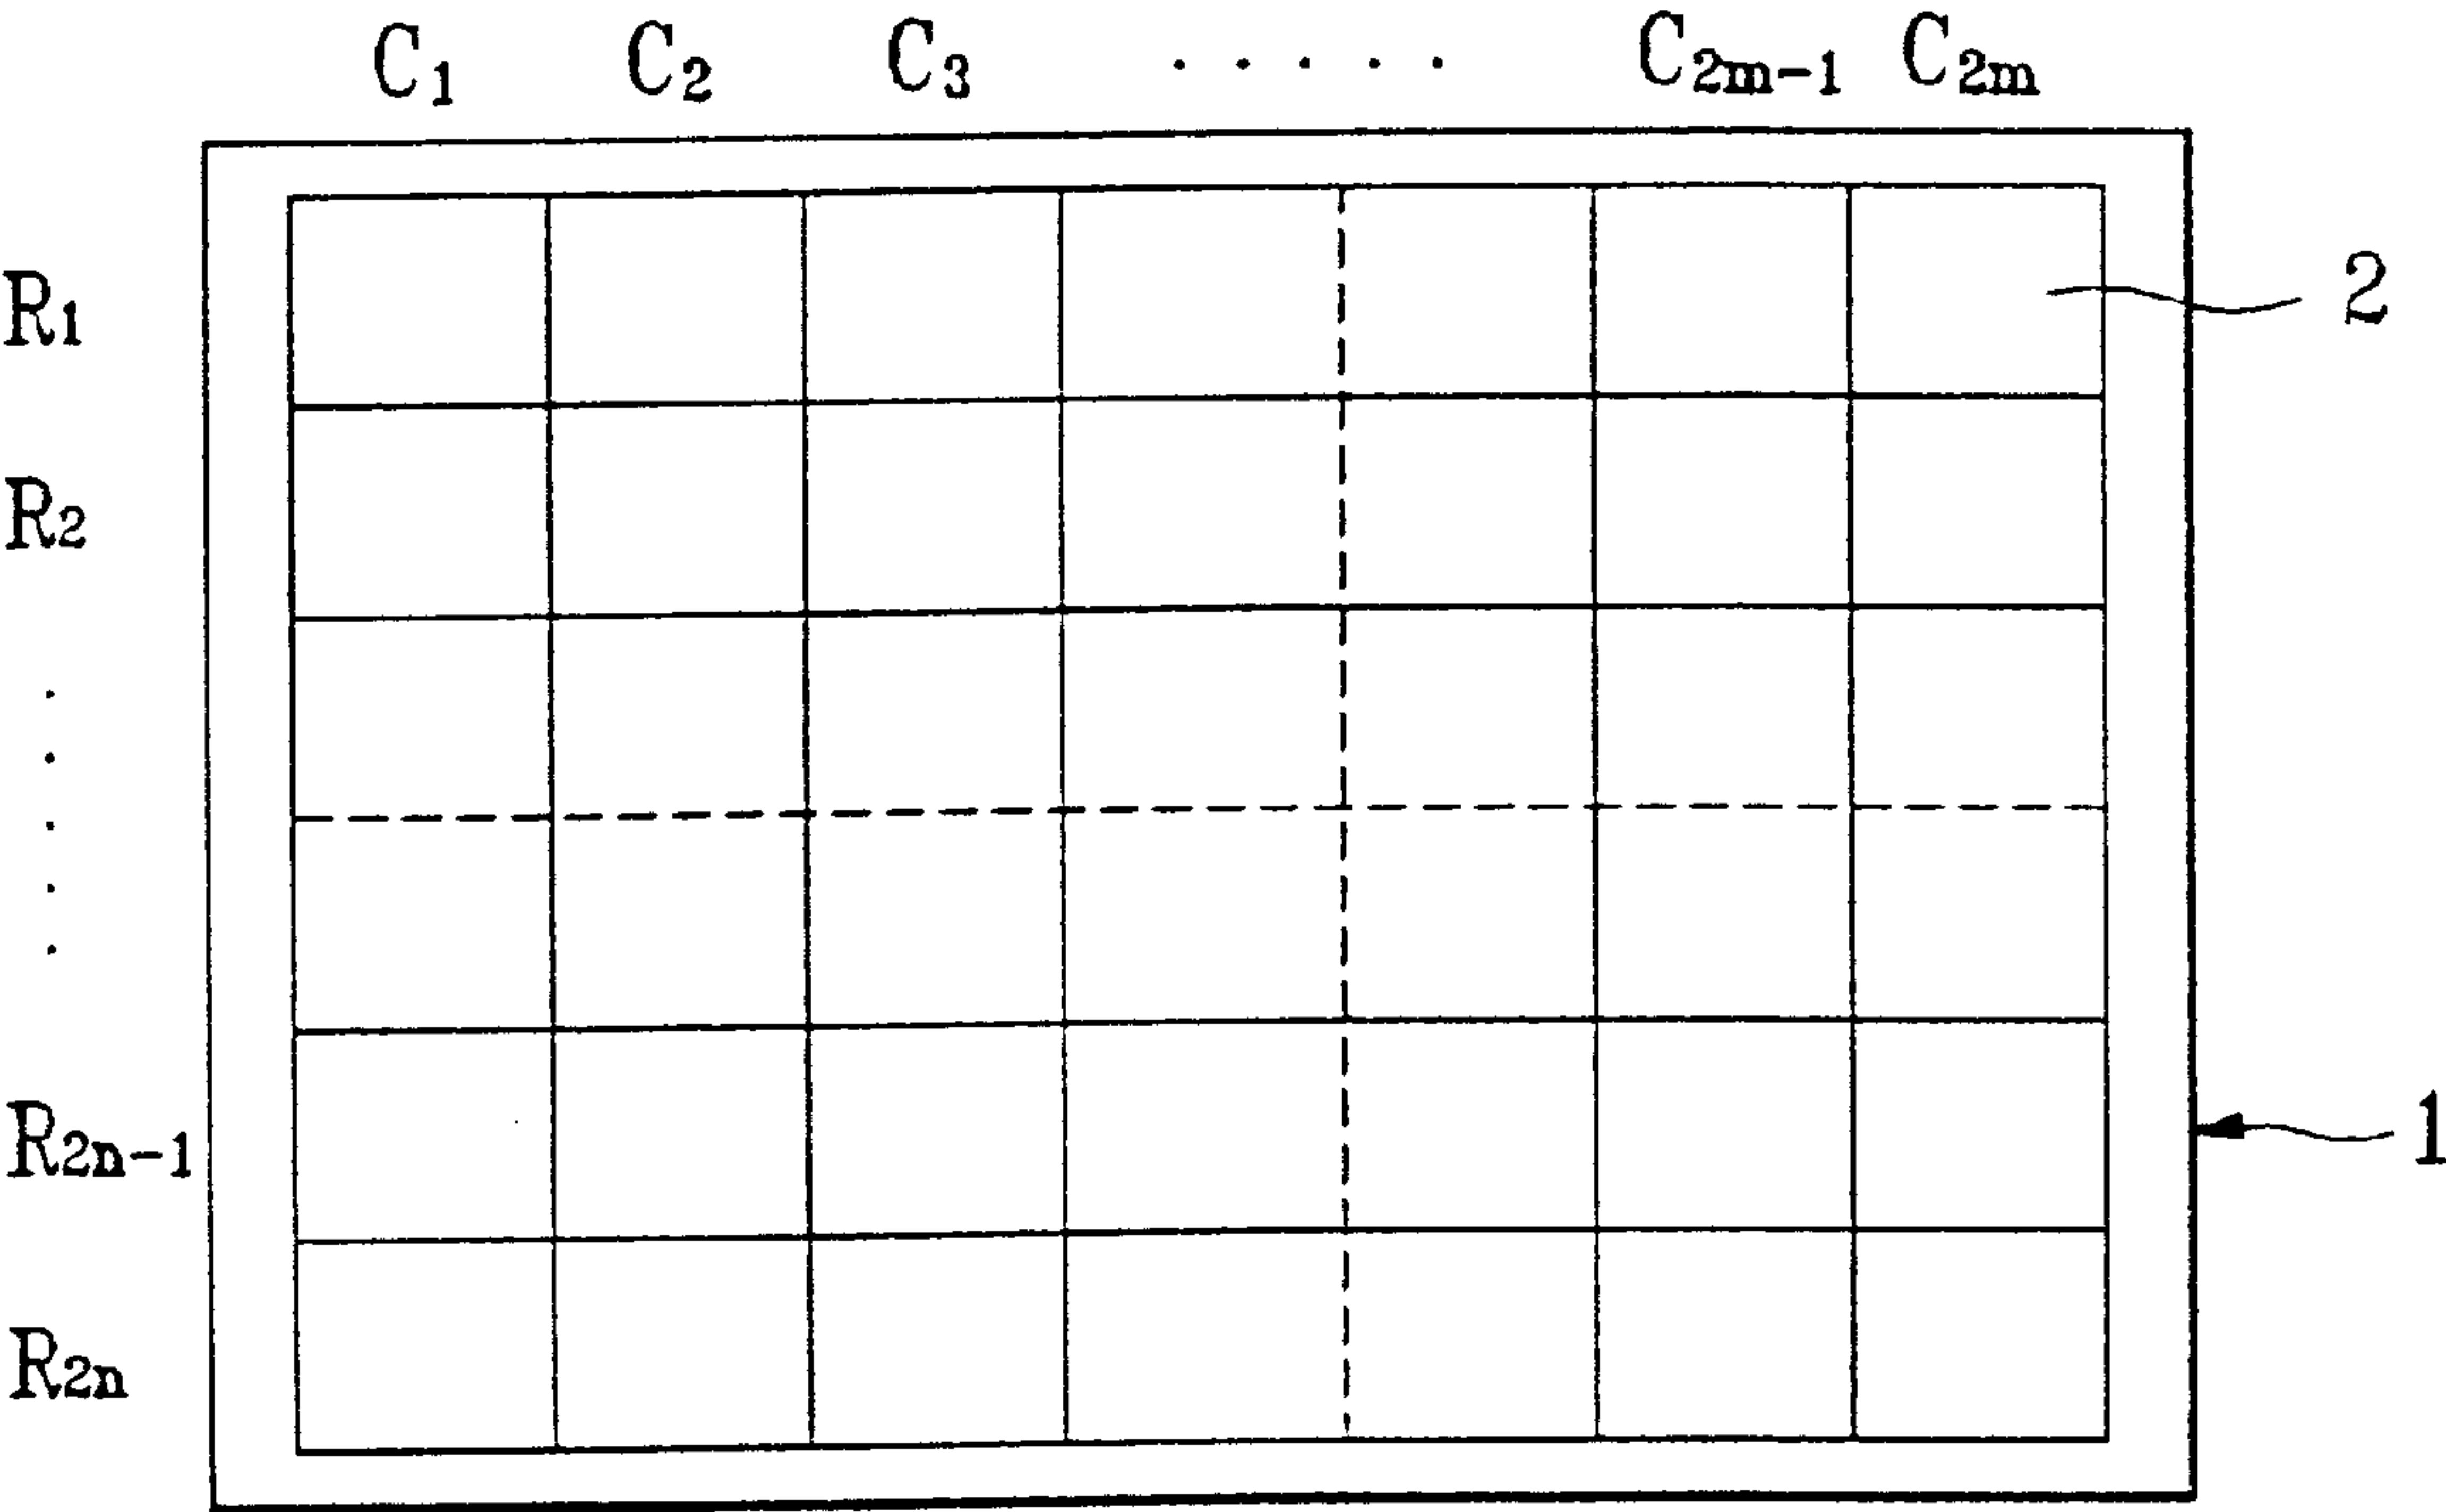 C1 C2 C3 ..... C2m-1 C2m
R1
2
R2
.
.
.
.
.
R2n-1
1
R2n